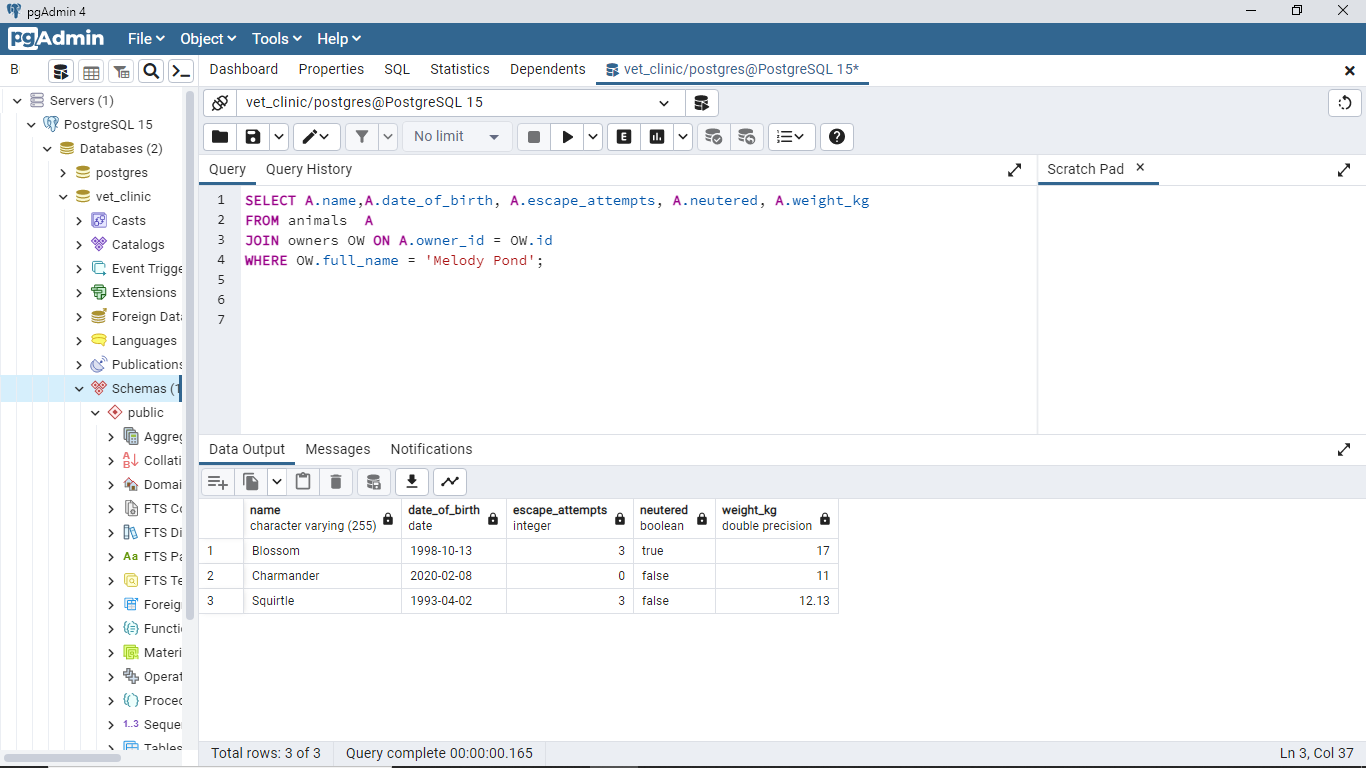 pgAdmin 4
pgAdmin File Object Tools Help
B
Dashboard Properties SQL Statistics Dependents vet_clinic/postgres@PostgreSQL 15*
Servers (1)
PostgreSQL 15
Databases (2)
postgres
vet_clinic
Casts
Catalogs
Event Trigge
Extensions
Foreign Data
Languages
Publications
Schemas (1
public
Aggreg
Collati
Domai
FTS Co
FTS Di
Aa FTS Pa
FTS Te
Foreig
Functi
Materi
Operat
Proced
1..3 Seque
Tables
vet_clinic/postgres@PostgreSQL 15
No limit
E
Query Query History
Scratch Pad
1 SELECT A.name,A.date_of_birth, A.escape_attempts, A.neutered, A.weight_kg
2 FROM animals  A
3 JOIN owners OW ON A.owner_id = OW.id
4 WHERE OW.full_name = 'Melody Pond';
5
6
7
Data Output Messages Notifications
name date_of_birth escape_attempts neutered weight_kg
character varying (255) date integer boolean double precision
1 Blossom 1998-10-13 3 true 17
2 Charmander 2020-02-08 0 false 11
3 Squirtle 1993-04-02 3 false 12.13
Total rows: 3 of 3 Query complete 00:00:00.165 Ln 3, Col 37